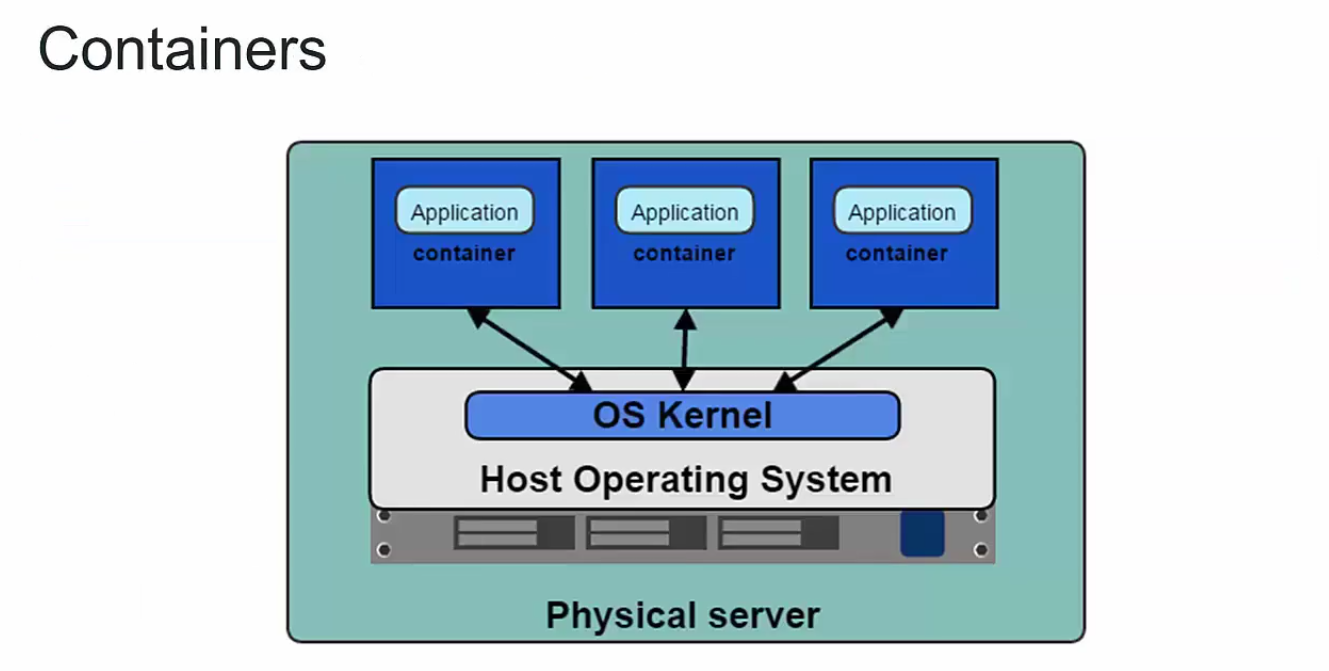 Containers
Application
container
Application
container
Application
container
OS Kernel
Host Operating System
Physical server